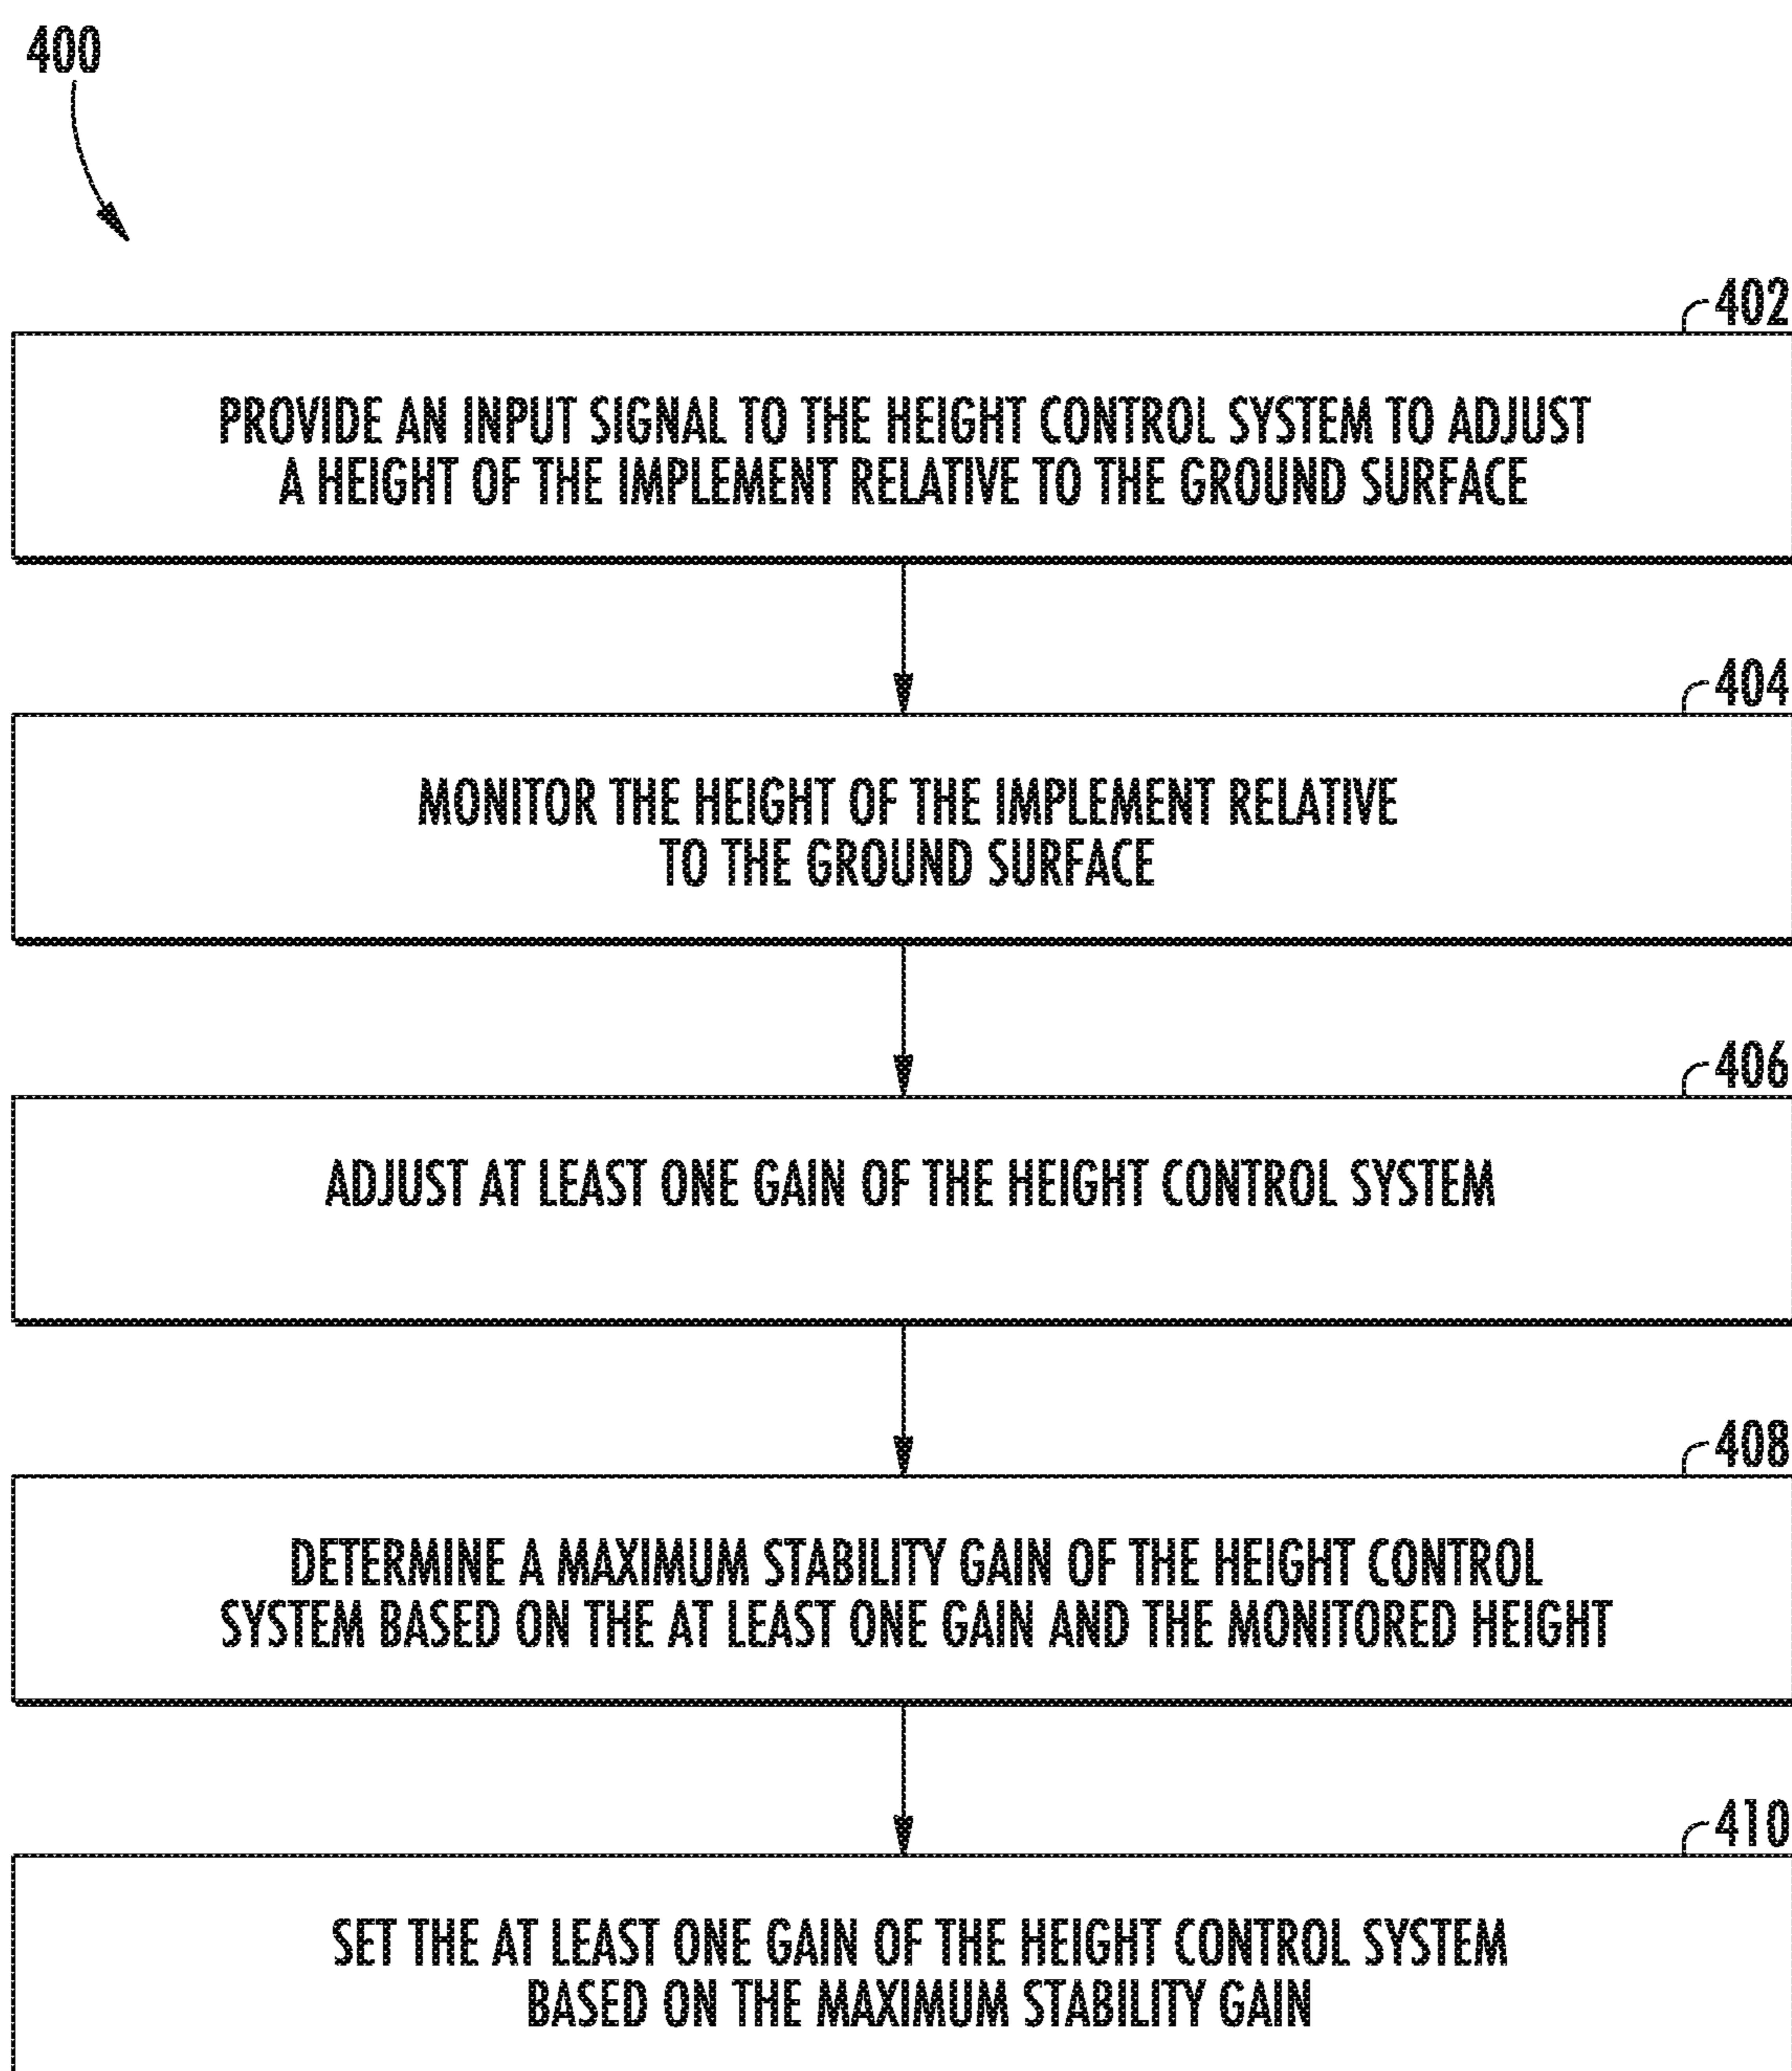 400
402
PROVIDE AN INPUT SIGNAL TO THE HEIGHT CONTROL SYSTEM TO ADJUST
A HEIGHT OF THE IMPLEMENT RELATIVE TO THE GROUND SURFACE
404
MONITOR THE HEIGHT OF THE IMPLEMENT RELATIVE
TO THE GROUND SURFACE
406
ADJUST AT LEAST ONE GAIN OF THE HEIGHT CONTROL SYSTEM
408
DETERMINE A MAXIMUM STABILITY GAIN OF THE HEIGHT CONTROL
SYSTEM BASED ON THE AT LEAST ONE GAIN AND THE MONITORED HEIGHT
410
SET THE AT LEAST ONE GAIN OF THE HEIGHT CONTROL SYSTEM
BASED ON THE MAXIMUM STABILITY GAIN